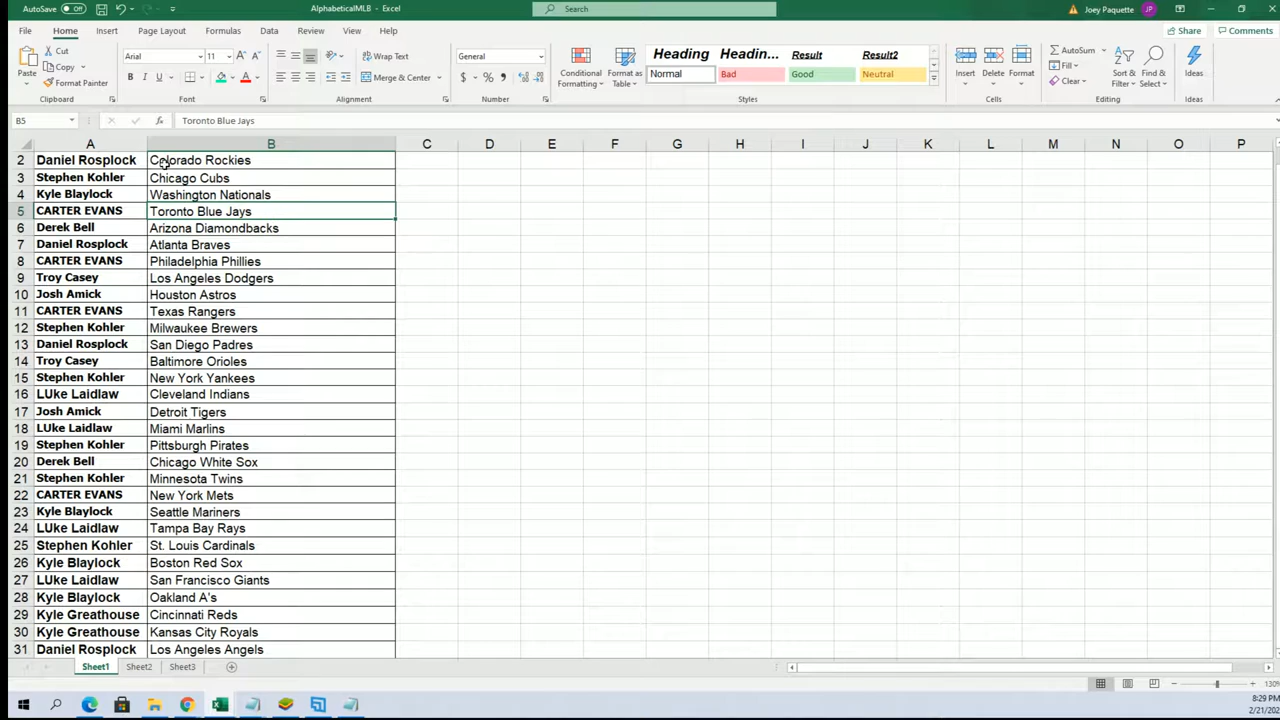 AutoSave Off AlphabeticalMLB - Excel Search Joey Paquette JP
File Home Insert Page Layout Formulas Data Review Help View Share Comments
Paste Cut Copy Format Painter Clipboard
Arial 11 B I U A Font
Wrap Text Merge & Center Alignment
General $ % Number
Conditional Formatting Format as Table
Heading Headin... Result Result2
Normal Bad Good Neutral
Styles
Insert Delete Format Cells
AutoSum Fill Clear Sort & Filter Find & Select Editing
Ideas Ideas
B5 fx Toronto Blue Jays
A B C D E F G H I J K L M N O P
2 Daniel Rosplock Colorado Rockies
3 Stephen Kohler Chicago Cubs
4 Kyle Blaylock Washington Nationals
5 CARTER EVANS Toronto Blue Jays
6 Derek Bell Arizona Diamondbacks
7 Daniel Rosplock Atlanta Braves
8 CARTER EVANS Philadelphia Phillies
9 Troy Casey Los Angeles Dodgers
10 Josh Amick Houston Astros
11 CARTER EVANS Texas Rangers
12 Stephen Kohler Milwaukee Brewers
13 Daniel Rosplock San Diego Padres
14 Troy Casey Baltimore Orioles
15 Stephen Kohler New York Yankees
16 LUke Laidlaw Cleveland Indians
17 Josh Amick Detroit Tigers
18 LUke Laidlaw Miami Marlins
19 Stephen Kohler Pittsburgh Pirates
20 Derek Bell Chicago White Sox
21 Stephen Kohler Minnesota Twins
22 CARTER EVANS New York Mets
23 Kyle Blaylock Seattle Mariners
24 LUke Laidlaw Tampa Bay Rays
25 Stephen Kohler St. Louis Cardinals
26 Kyle Blaylock Boston Red Sox
27 LUke Laidlaw San Francisco Giants
28 Kyle Blaylock Oakland A's
29 Kyle Greathouse Cincinnati Reds
30 Kyle Greathouse Kansas City Royals
31 Daniel Rosplock Los Angeles Angels
Sheet1 Sheet2 Sheet3
130%
8:29 PM
2/21/202